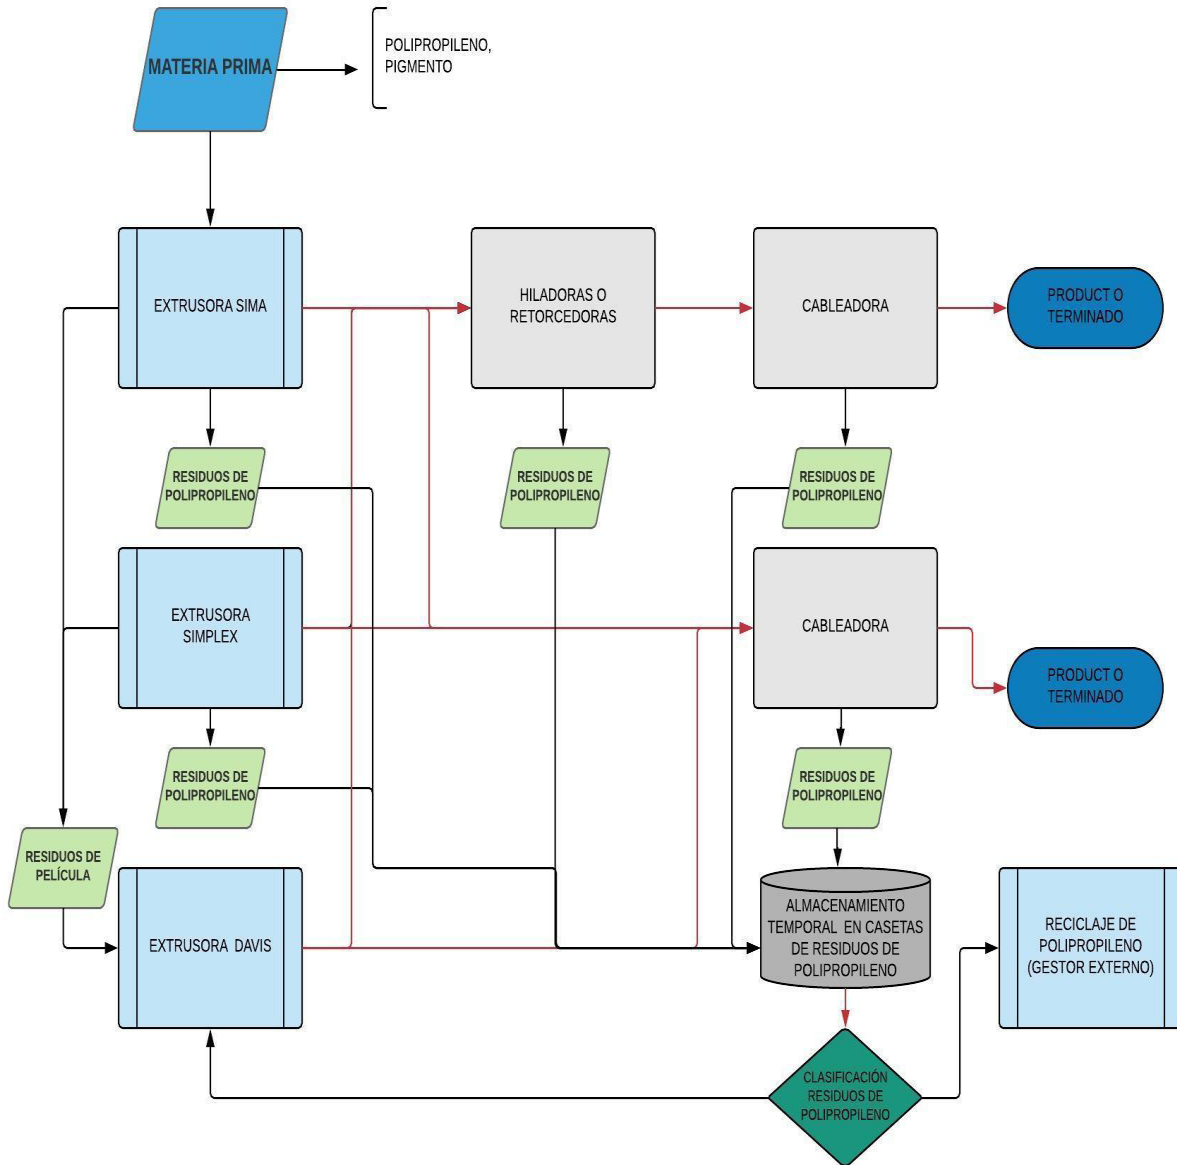 MATERIA PRIMA
POLIPROPILENO,
PIGMENTO
EXTRUSORA SIMA
HILADORAS O
RETORCEDORAS
CABLEADORA
PRODUCT O
TERMINADO
RESIDUOS DE
POLIPROPILENO
RESIDUOS DE
POLIPROPILENO
RESIDUOS DE
POLIPROPILENO
EXTRUSORA
SIMPLEX
CABLEADORA
PRODUCT O
TERMINADO
RESIDUOS DE
POLIPROPILENO
RESIDUOS DE
POLIPROPILENO
RESIDUOS DE
PELÍCULA
EXTRUSORA DAVIS
ALMACENAMIENTO
TEMPORAL EN CASETAS
DE RESIDUOS DE
POLIPROPILENO
RECICLAJE DE
POLIPROPILENO
(GESTOR EXTERNO)
CLASIFICACIÓN
RESIDUOS DE
POLIPROPILENO